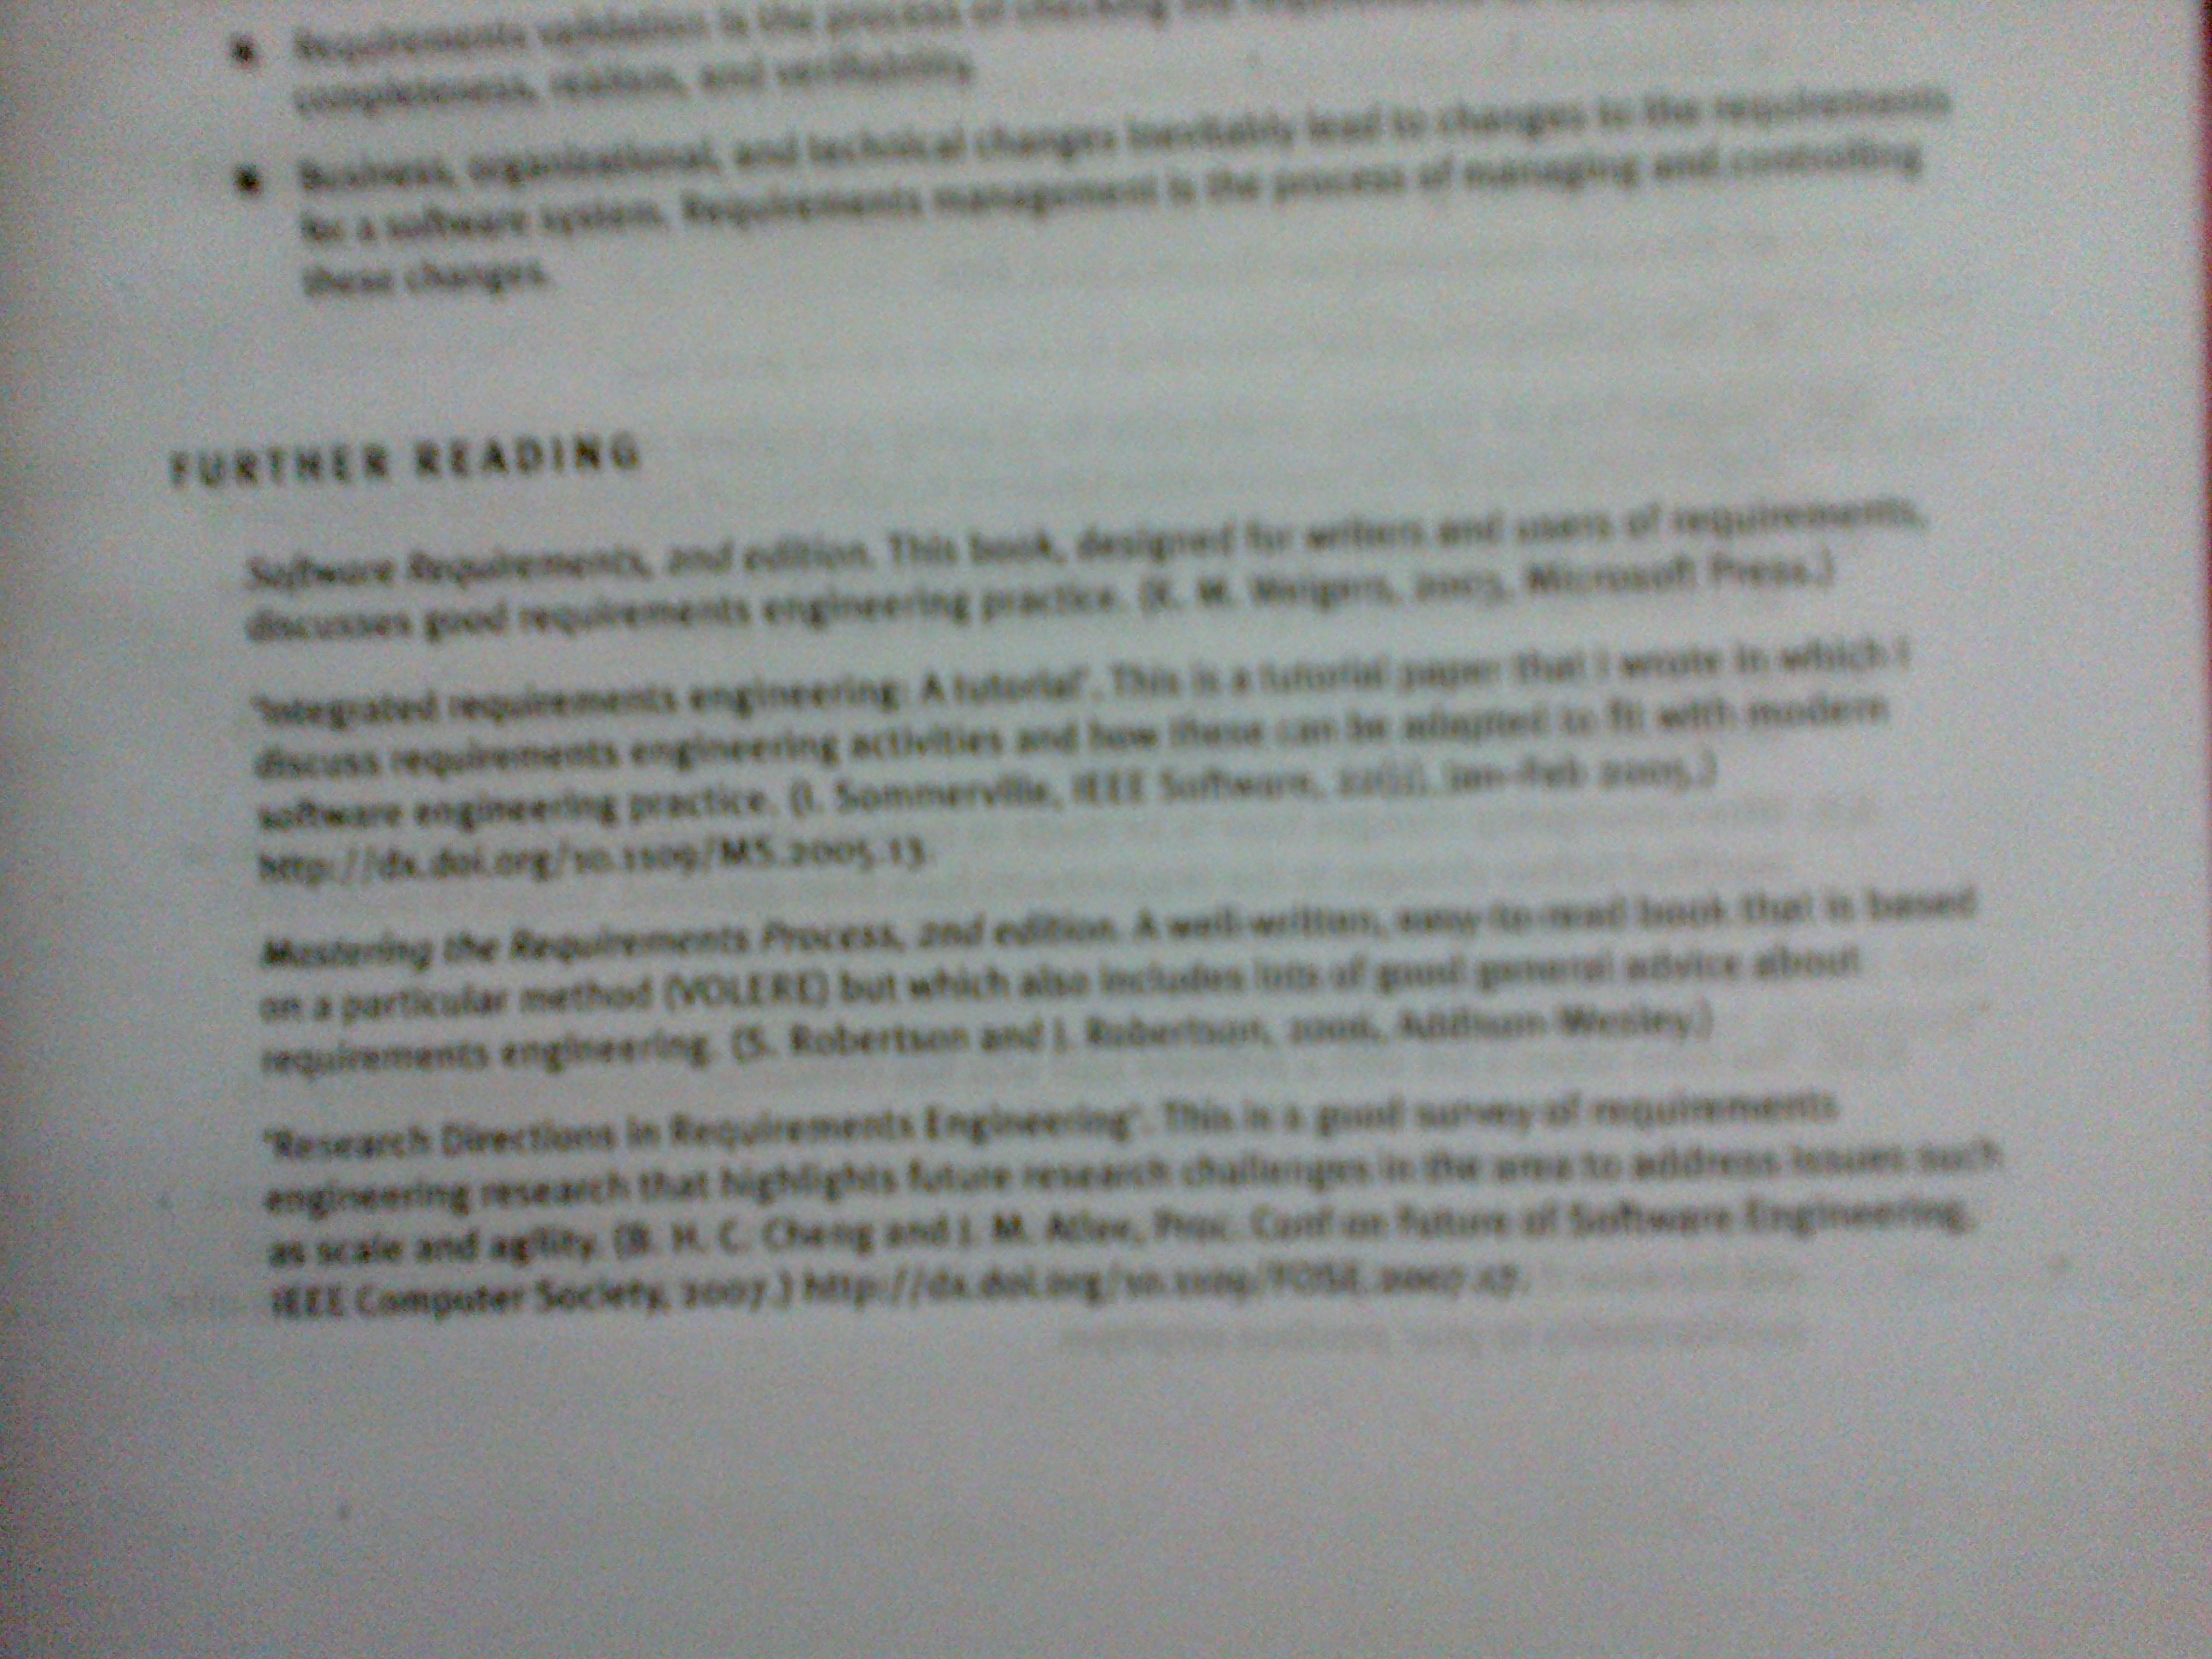 Requirements validation is the process of checking the requirements
completeness, realism, and verifiability.
Business, organizational, and technical changes inevitably lead to changes to the requirements
for a software system. Requirements management is the process of managing and controlling
these changes.
FURTHER READING
Software Requirements, 2nd edition. This book, designed for writers and users of requirements,
discusses good requirements engineering practice. (K. M. Weigers, 2003, Microsoft Press.)
'Integrated requirements engineering: A tutorial'. This is a tutorial paper that I wrote in which I
discuss requirements engineering activities and how these can be adapted to fit with modern
software engineering practice. (I. Sommerville, IEEE Software, 22(1), Jan–Feb 2005.)
http://dx.doi.org/10.1109/MS.2005.13.
Mastering the Requirements Process, 2nd edition. A well-written, easy-to-read book that is based
on a particular method (VOLERE) but which also includes lots of good general advice about
requirements engineering. (S. Robertson and J. Robertson, 2006, Addison-Wesley.)
'Research Directions in Requirements Engineering'. This is a good survey of requirements
engineering research that highlights future research challenges in the area to address issues such
as scale and agility. (B. H. C. Cheng and J. M. Atlee, Proc. Conf on Future of Software Engineering,
IEEE Computer Society, 2007.) http://dx.doi.org/10.1109/FOSE.2007.17.